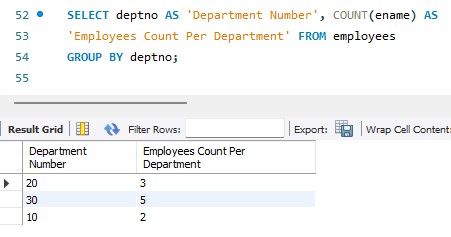 52 SELECT deptno AS 'Department Number', COUNT(ename) AS
53 'Employees Count Per Department' FROM employees
54 GROUP BY deptno;
55
Result Grid Filter Rows: Export: Wrap Cell Content:
Department Number Employees Count Per Department
20 3
30 5
10 2